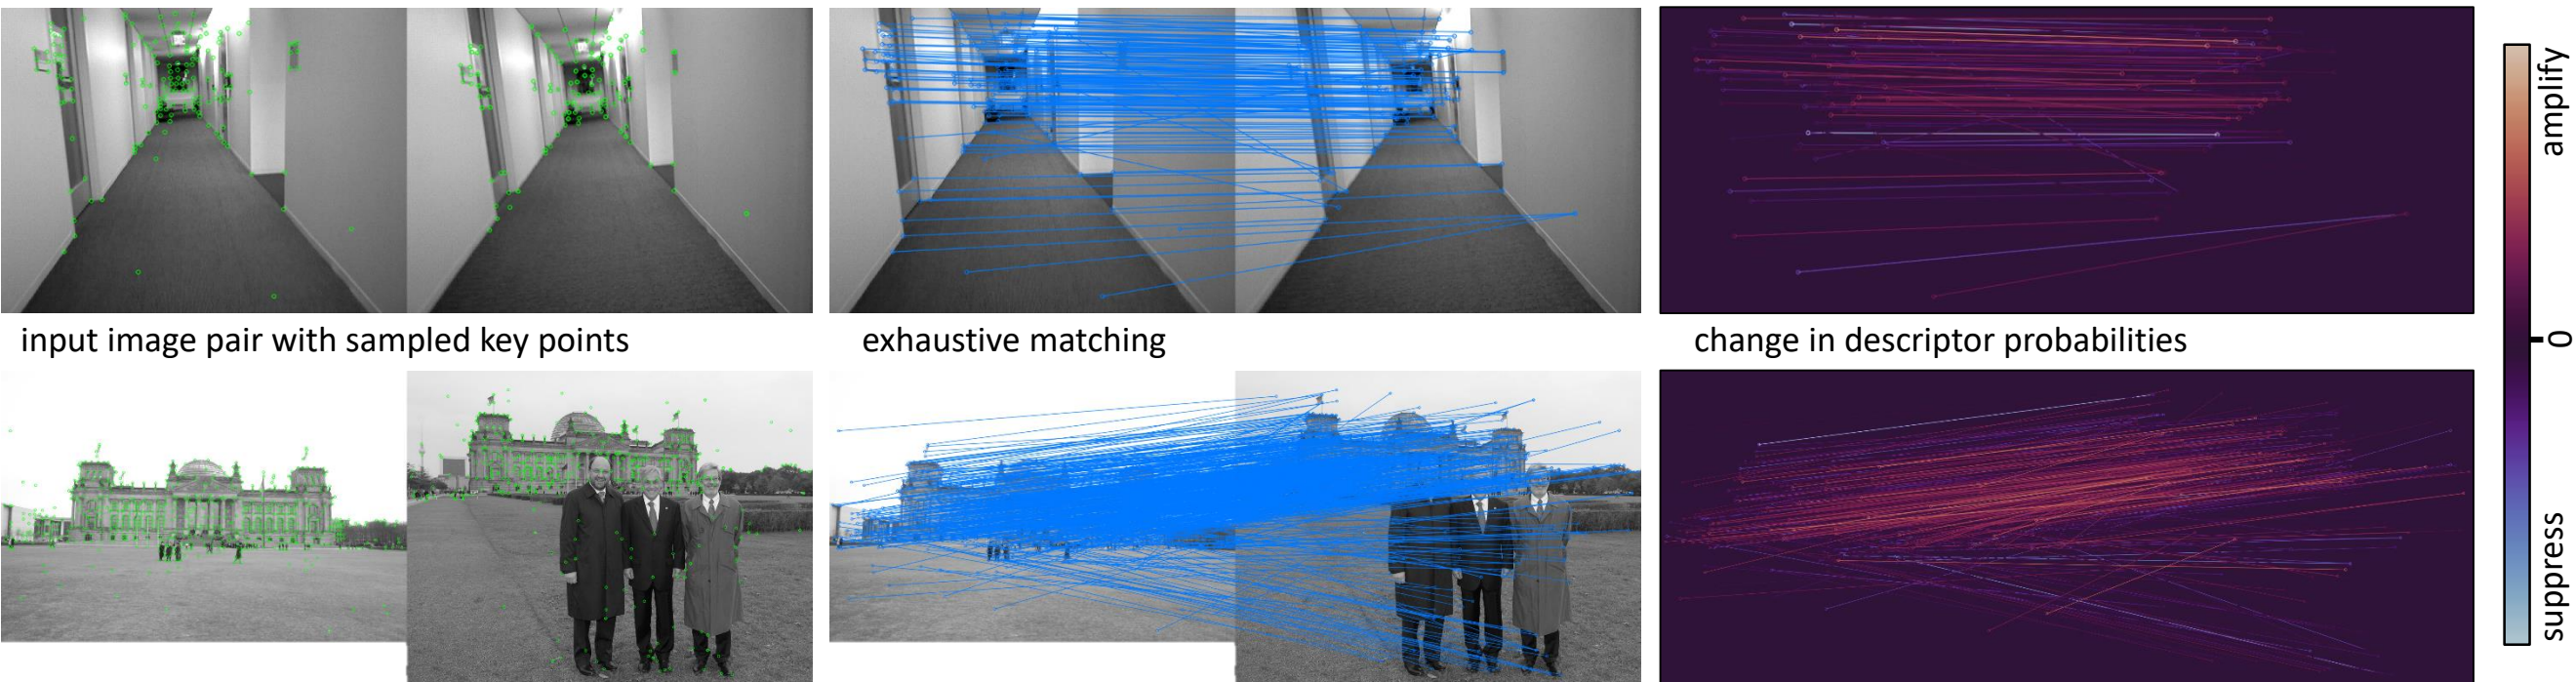 input image pair with sampled key points
exhaustive matching
change in descriptor probabilities
amplify
0
suppress